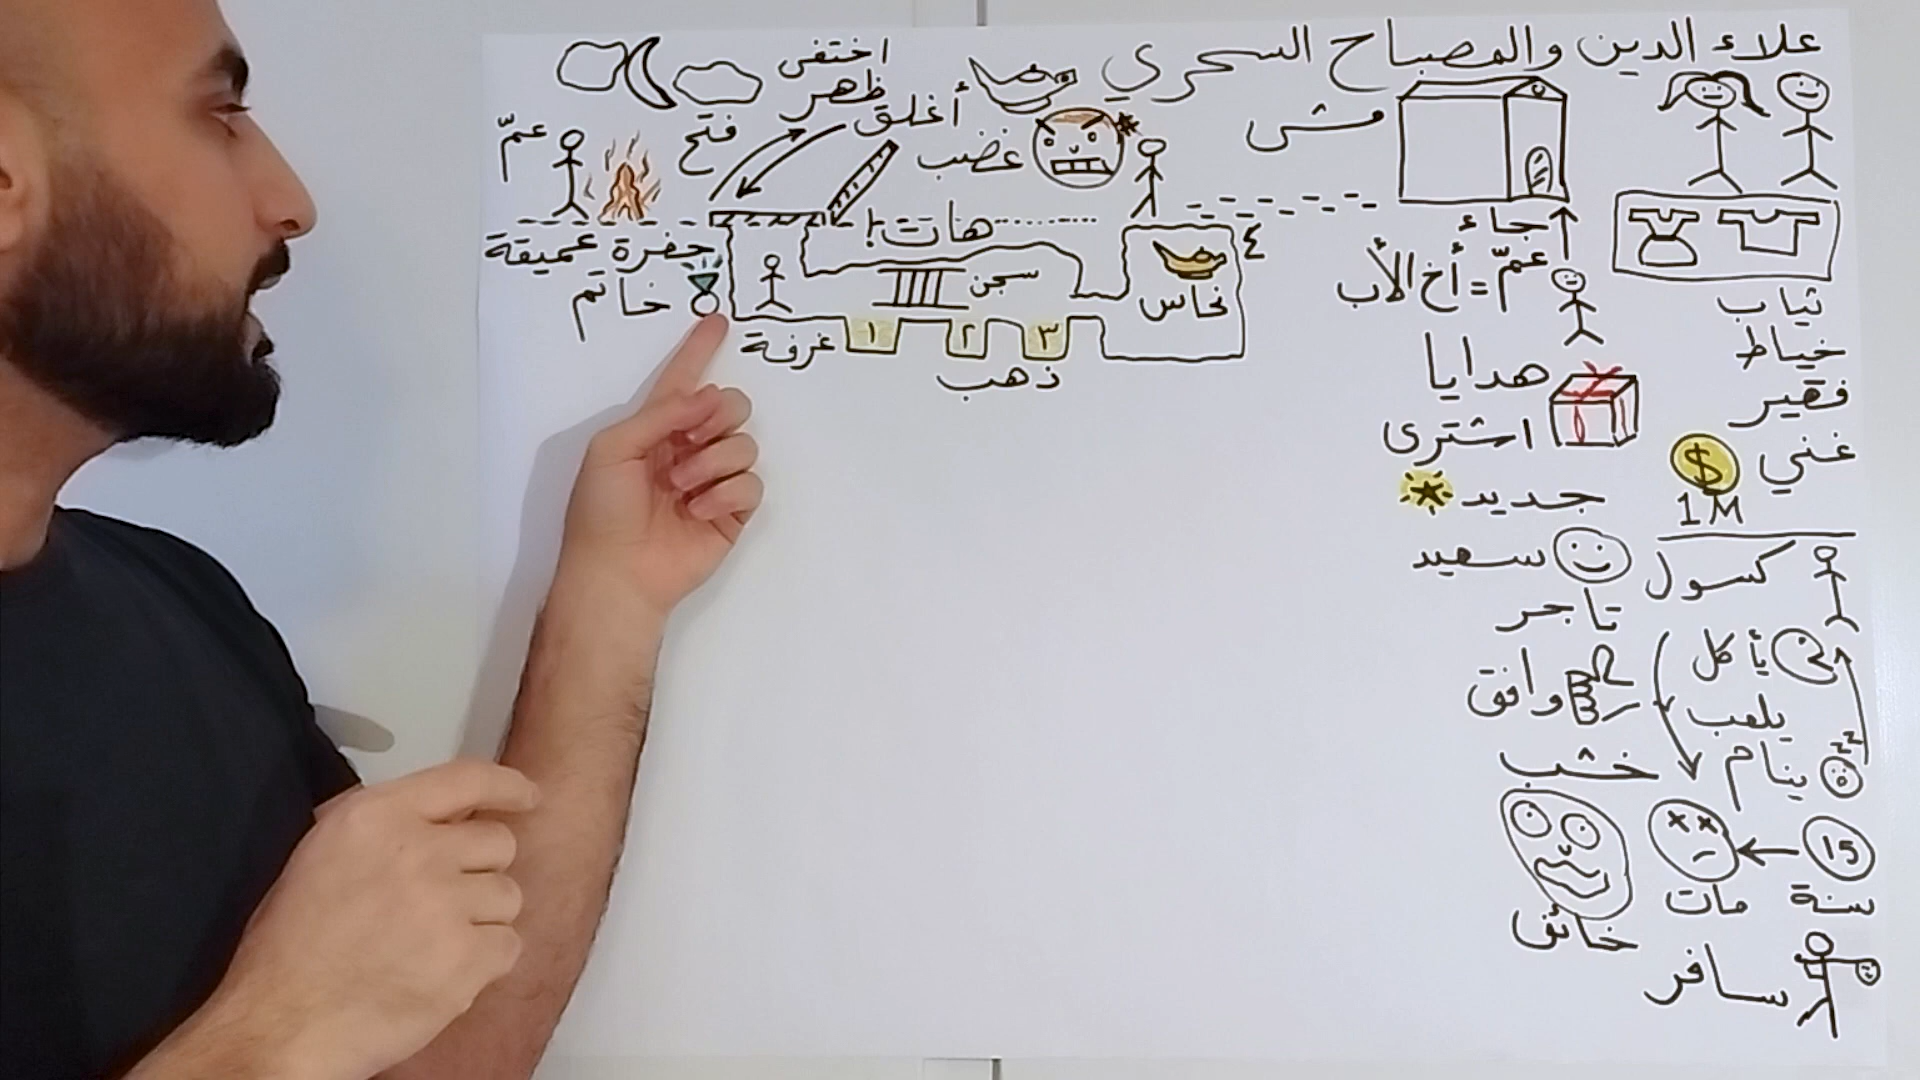 علاء الدين والمصباح السحري
ثياب
خياط
فقير
غني
$
1M
كسول
يأكل
يلعب
ينام
zz
15
سنة
مات
سافر
مشى
جاء
عمّ = أخ الأب
هدايا
اشترى
جديد
سعيد
تاجر
وافق
خشب
خائف
اختفى
ظهر
أغلق
فتح
غضب
عمّ
هات!
حفرة عميقة
خاتم
سجن
نحاس
٤
١ ٢ ٣
غرفة
ذهب